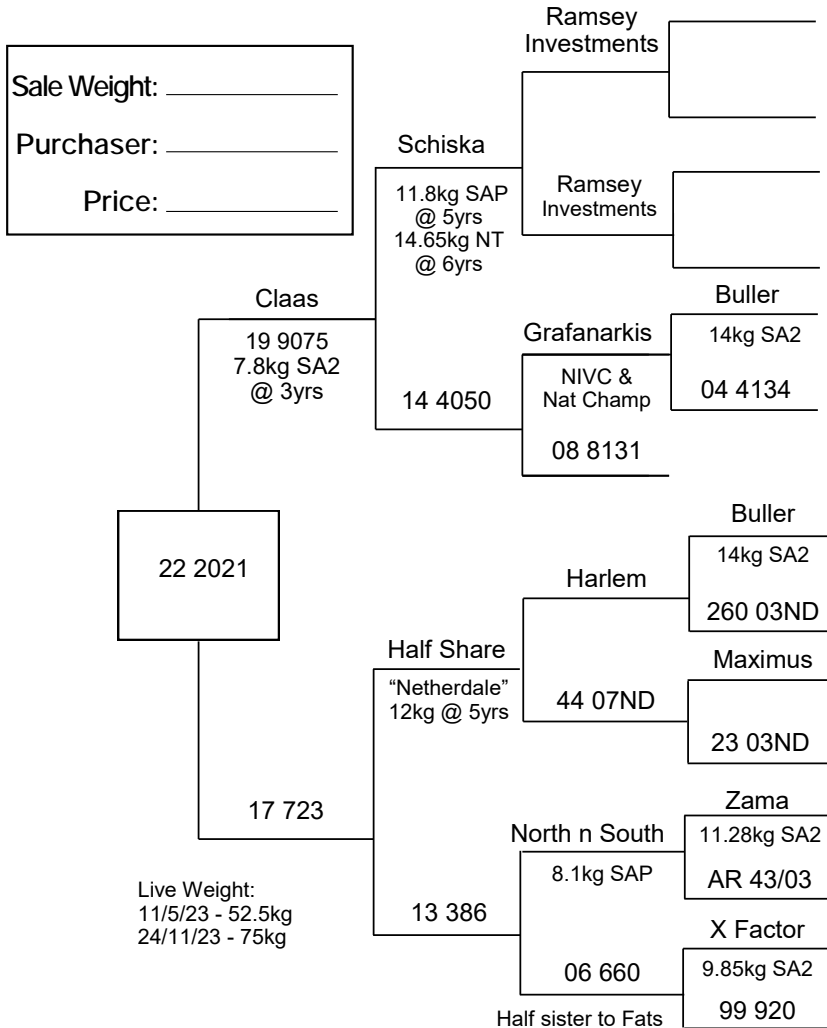 Sale Weight:
Purchaser:
Price:
Ramsey
Investments
Schiska
11.8kg SAP
@ 5yrs
14.65kg NT
@ 6yrs
Ramsey
Investments
Claas
19 9075
7.8kg SA2
@ 3yrs
14 4050
Grafanarkis
NIVC &
Nat Champ
08 8131
Buller
14kg SA2
04 4134
22 2021
Half Share
"Netherdale"
12kg @ 5yrs
Harlem
44 07ND
Buller
14kg SA2
260 03ND
Maximus
23 03ND
17 723
13 386
North n South
8.1kg SAP
06 660
Half sister to Fats
Zama
11.28kg SA2
AR 43/03
X Factor
9.85kg SA2
99 920
Live Weight:
11/5/23 - 52.5kg
24/11/23 - 75kg